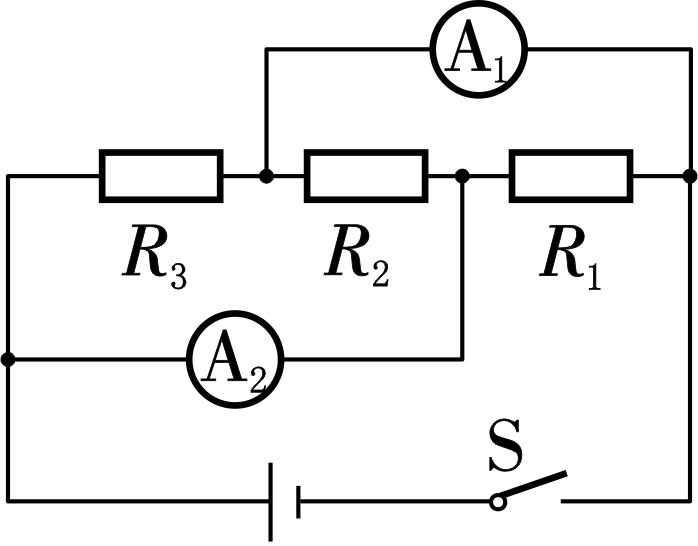 A₁
R₃ R₂ R₁
A₂
S